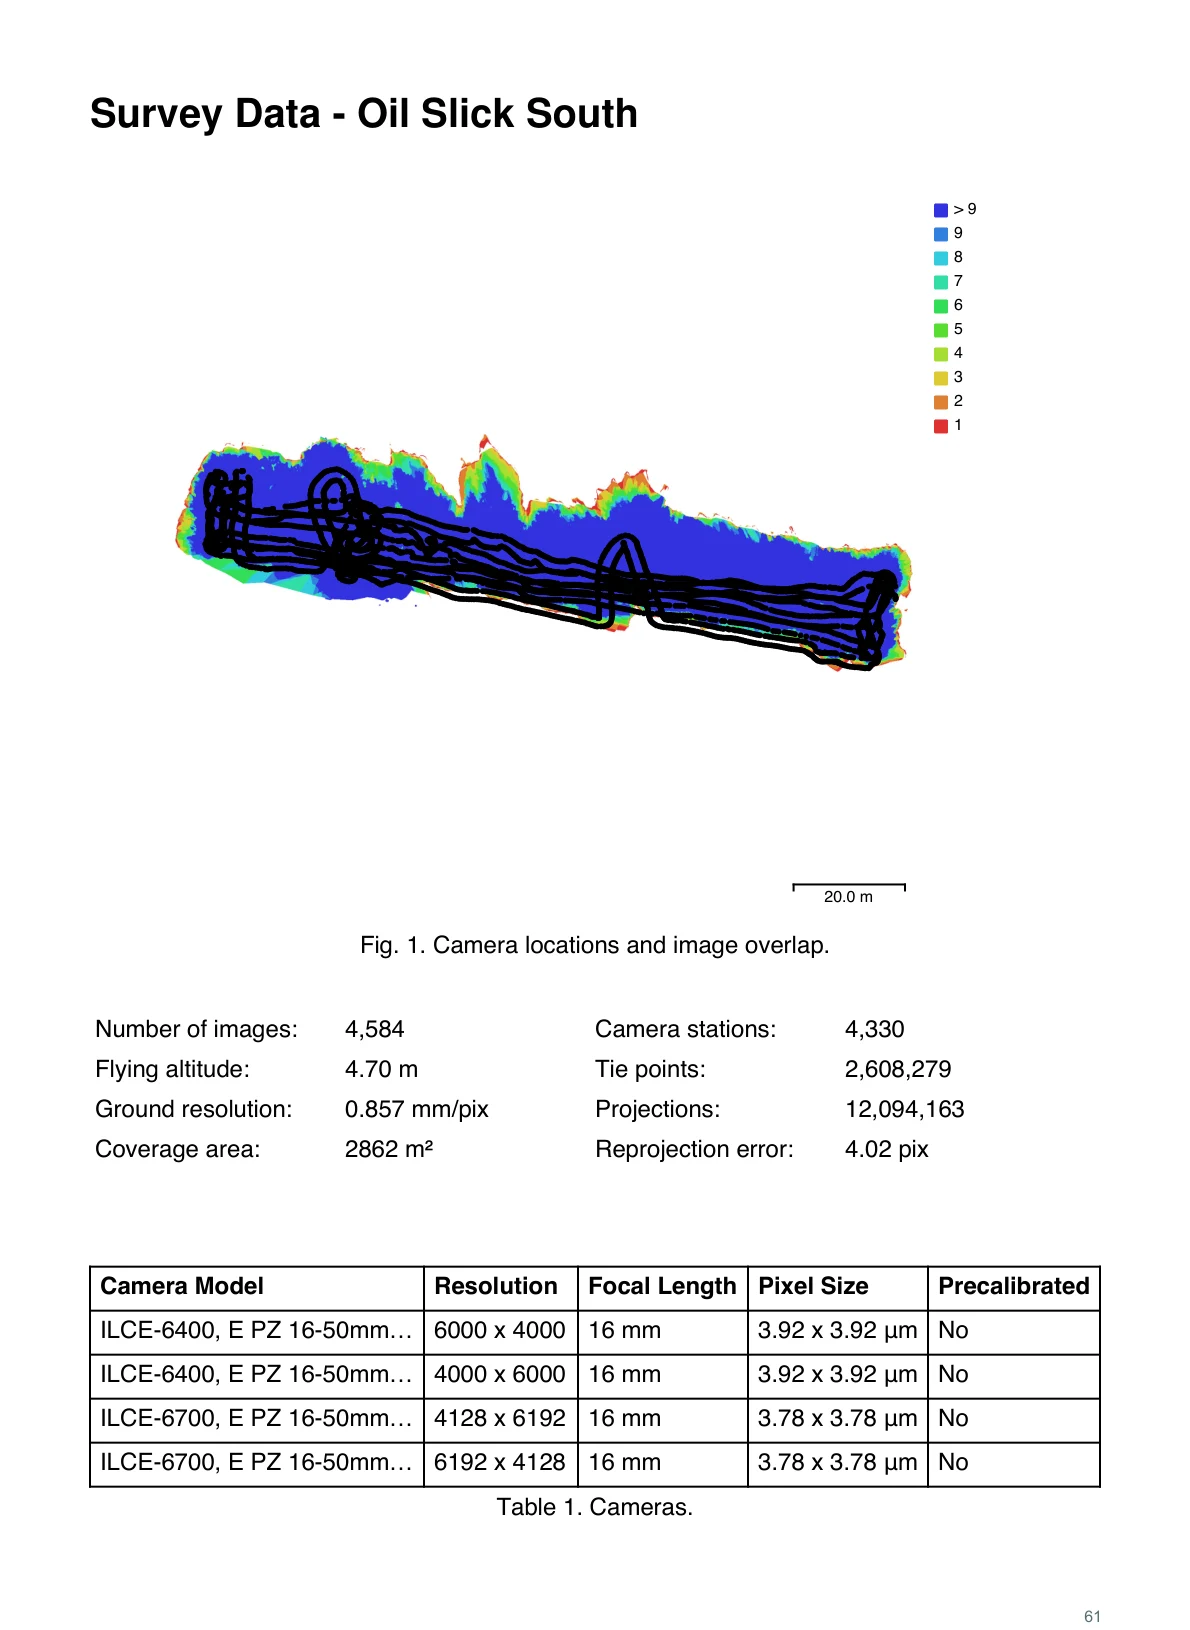 Survey Data - Oil Slick South
> 9
9
8
7
6
5
4
3
2
1
20.0 m
Fig. 1. Camera locations and image overlap.
Number of images: 4,584 Camera stations: 4,330
Flying altitude: 4.70 m Tie points: 2,608,279
Ground resolution: 0.857 mm/pix Projections: 12,094,163
Coverage area: 2862 m² Reprojection error: 4.02 pix
Camera Model Resolution Focal Length Pixel Size Precalibrated
ILCE-6400, E PZ 16-50mm… 6000 x 4000 16 mm 3.92 x 3.92 μm No
ILCE-6400, E PZ 16-50mm… 4000 x 6000 16 mm 3.92 x 3.92 μm No
ILCE-6700, E PZ 16-50mm… 4128 x 6192 16 mm 3.78 x 3.78 μm No
ILCE-6700, E PZ 16-50mm… 6192 x 4128 16 mm 3.78 x 3.78 μm No
Table 1. Cameras.
61